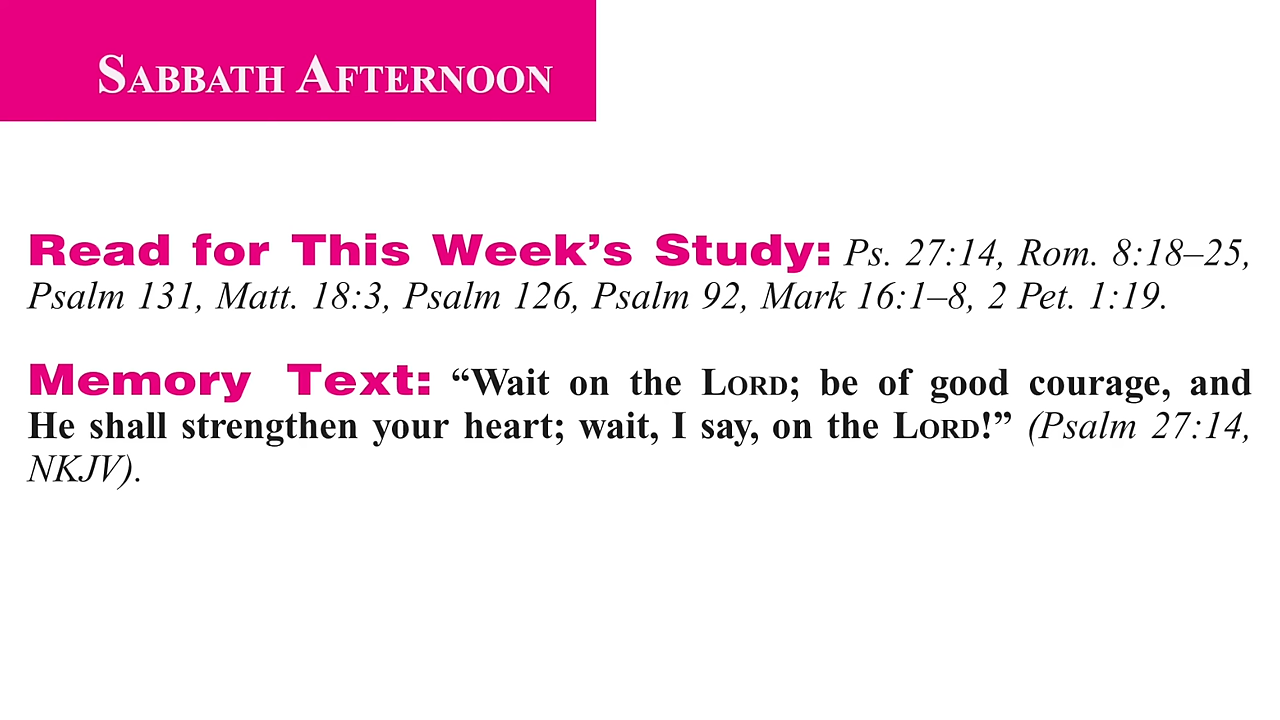 SABBATH AFTERNOON
Read for This Week’s Study: Ps. 27:14, Rom. 8:18–25,
Psalm 131, Matt. 18:3, Psalm 126, Psalm 92, Mark 16:1–8, 2 Pet. 1:19.
Memory Text: “Wait on the LORD; be of good courage, and
He shall strengthen your heart; wait, I say, on the LORD!” (Psalm 27:14,
NKJV).